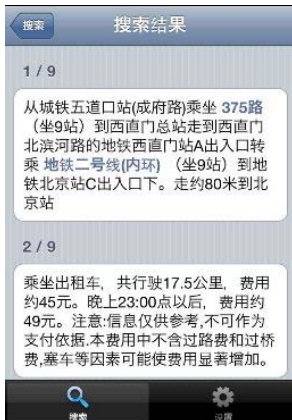 搜索
搜索结果
1 / 9
从城铁五道口站(成府路)乘坐 375路
（坐9站）到西直门总站走到西直门
北滨河路的地铁西直门站A出入口转
乘 地铁二号线(内环) （坐9站）到地
铁北京站C出入口下。走约80米到北
京站
2 / 9
乘坐出租车，共行驶17.5公里，费用
约45元。晚上23:00点以后，费用约
49元。注意:信息仅供参考,不可作为
支付依据.本费用中不含过路费和过桥
费,塞车等因素可能使费用显著增加。
搜索
设置